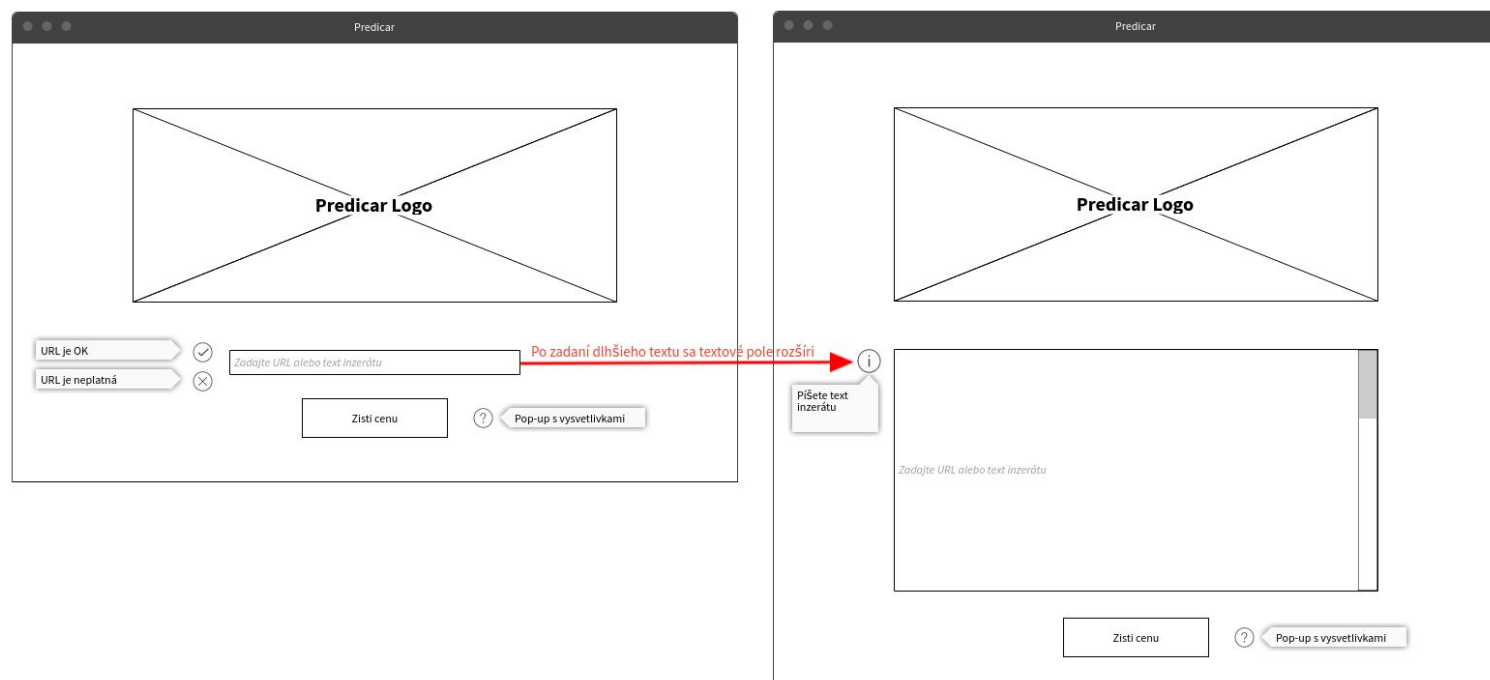 Predicar
Predicar Logo
URL je OK
URL je neplatná
Zadajte URL alebo text inzerátu
Zisti cenu
Pop-up s vysvetlivkami
Po zadaní dlhšieho textu sa textové pole rozšíri
Predicar
Predicar Logo
Píšete text
inzerátu
Zadajte URL alebo text inzerátu
Zisti cenu
Pop-up s vysvetlivkami